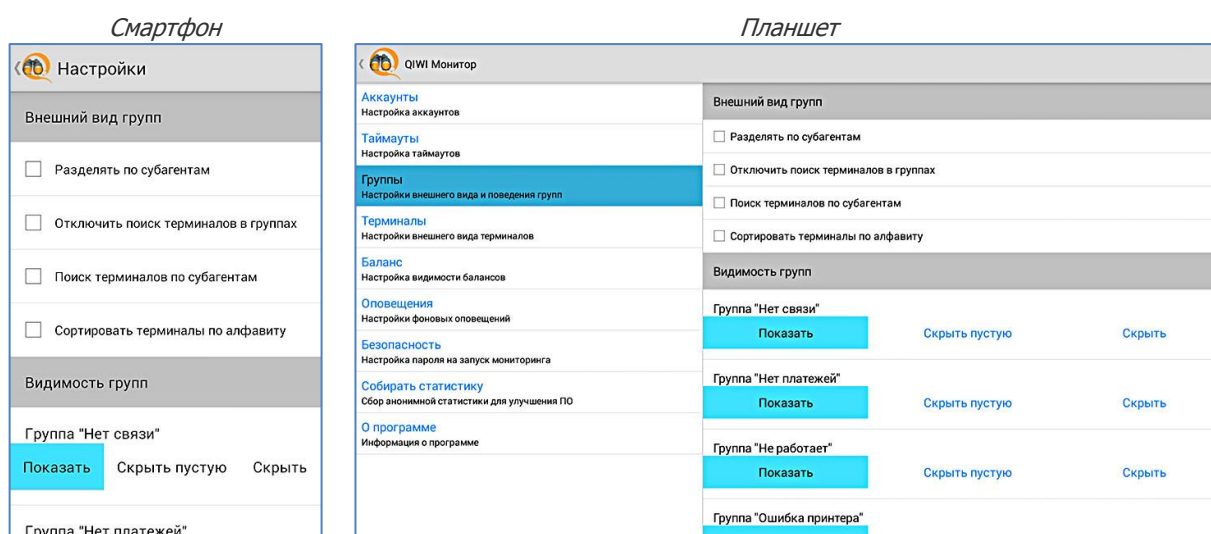 Смартфон
Настройки
Внешний вид групп
Разделять по субагентам
Отключить поиск терминалов в группах
Поиск терминалов по субагентам
Сортировать терминалы по алфавиту
Видимость групп
Группа "Нет связи"
Показать Скрыть пустую Скрыть
Группа "Нет платежей"
Планшет
QIWI Монитор
Аккаунты
Настройка аккаунтов
Таймауты
Настройка таймаутов
Группы
Настройки внешнего вида и поведения групп
Терминалы
Настройки внешнего вида терминалов
Баланс
Настройка видимости балансов
Оповещения
Настройки фоновых оповещений
Безопасность
Настройка пароля на запуск мониторинга
Собирать статистику
Сбор анонимной статистики для улучшения ПО
О программе
Информация о программе
Внешний вид групп
Разделять по субагентам
Отключить поиск терминалов в группах
Поиск терминалов по субагентам
Сортировать терминалы по алфавиту
Видимость групп
Группа "Нет связи"
Показать Скрыть пустую Скрыть
Группа "Нет платежей"
Показать Скрыть пустую Скрыть
Группа "Не работает"
Показать Скрыть пустую Скрыть
Группа "Ошибка принтера"